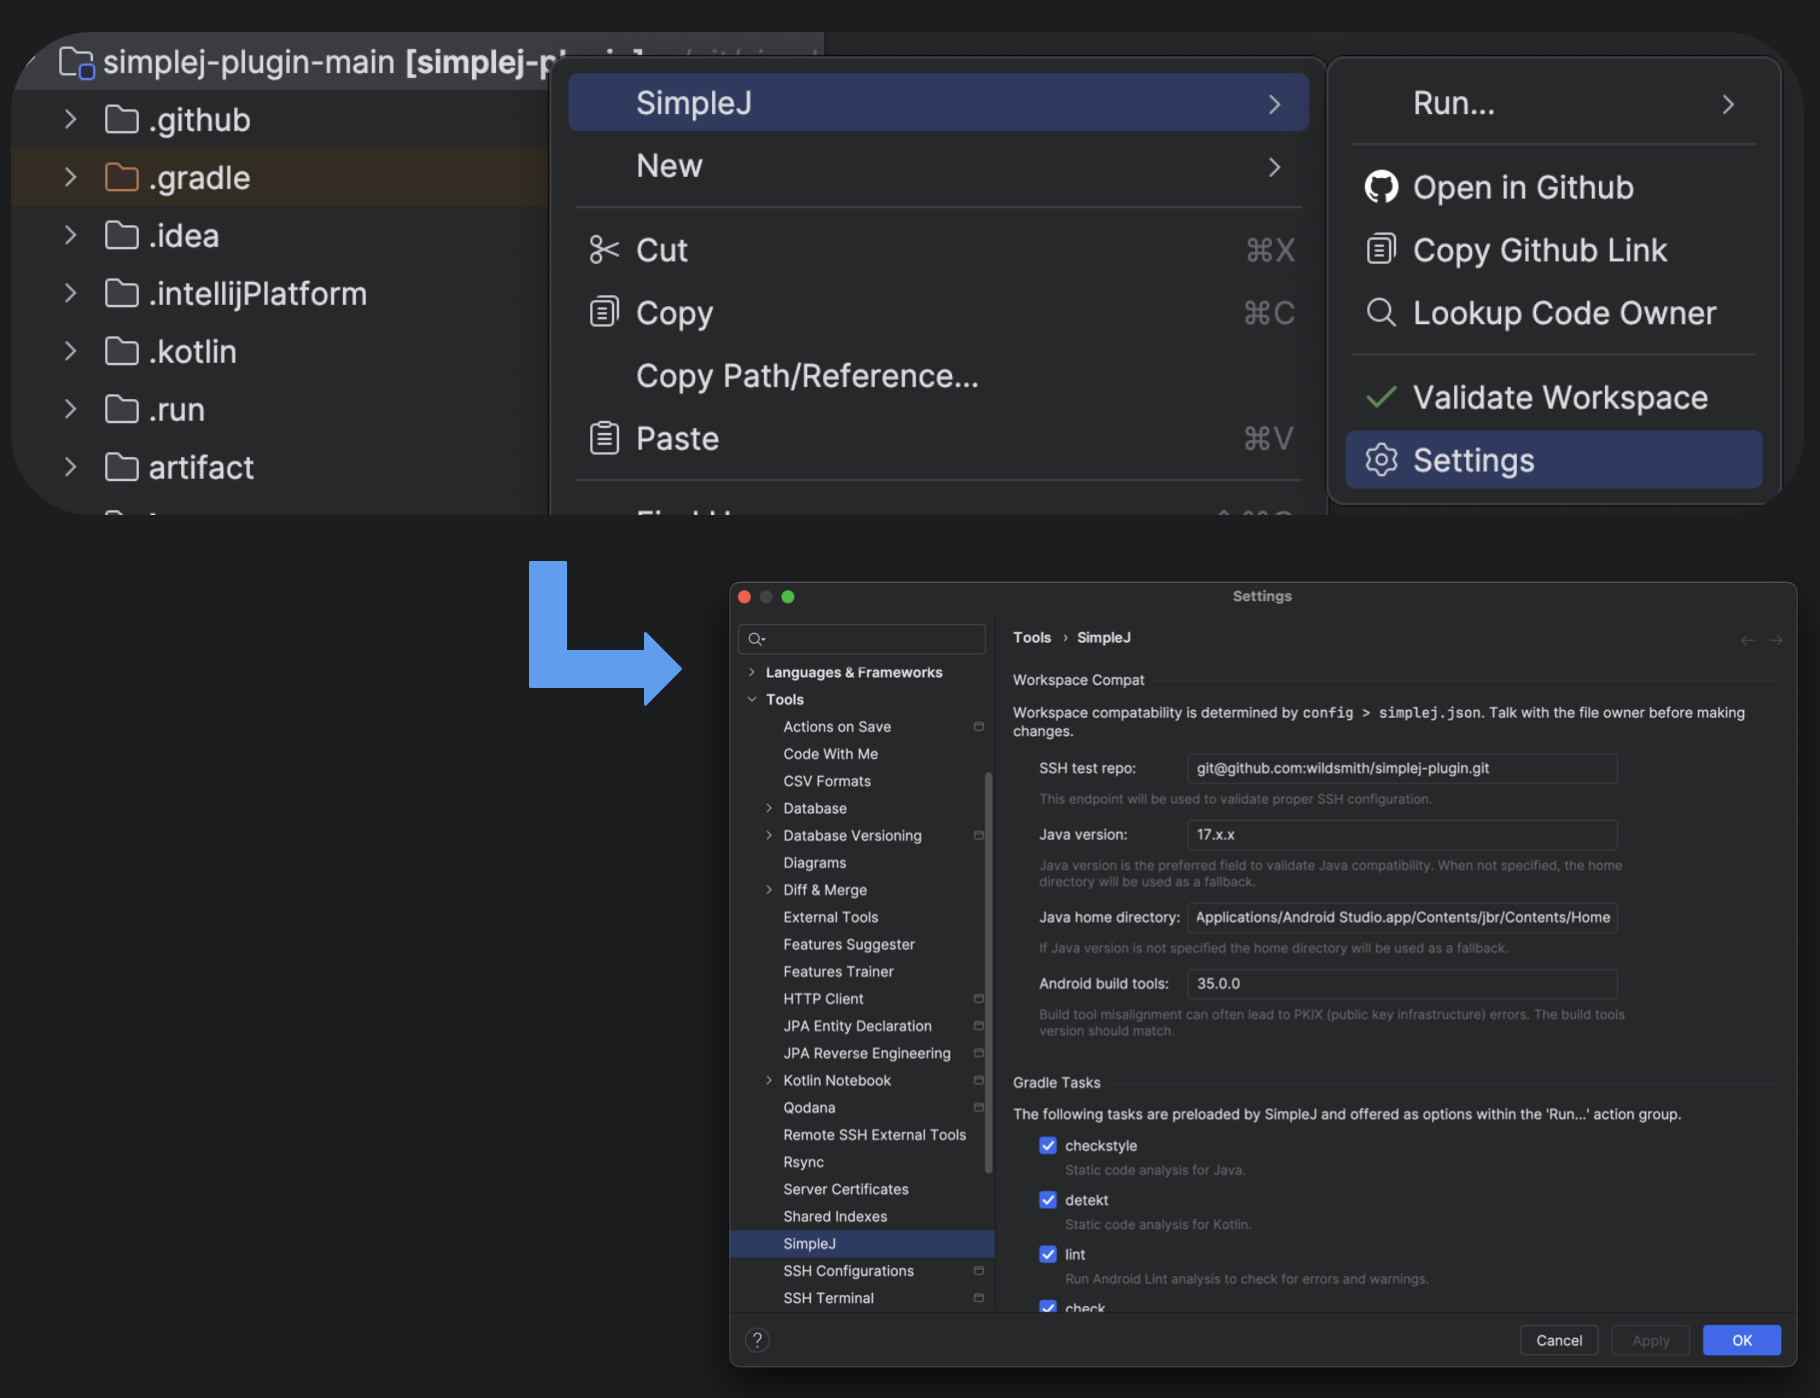 simplej-plugin-main [simplej-plugin]
.github
.gradle
.idea
.intellijPlatform
.kotlin
.run
artifact
SimpleJ
New
Cut ⌘X
Copy ⌘C
Copy Path/Reference...
Paste ⌘V
Run...
Open in Github
Copy Github Link
Lookup Code Owner
Validate Workspace
Settings
Settings
Languages & Frameworks
Tools
Actions on Save
Code With Me
CSV Formats
Database
Database Versioning
Diagrams
Diff & Merge
External Tools
Features Suggester
Features Trainer
HTTP Client
JPA Entity Declaration
JPA Reverse Engineering
Kotlin Notebook
Qodana
Remote SSH External Tools
Rsync
Server Certificates
Shared Indexes
SimpleJ
SSH Configurations
SSH Terminal
Tools › SimpleJ
Workspace Compat
Workspace compatability is determined by config > simplej.json. Talk with the file owner before making
changes.
SSH test repo: git@github.com:wildsmith/simplej-plugin.git
This endpoint will be used to validate proper SSH configuration.
Java version: 17.x.x
Java version is the preferred field to validate Java compatibility. When not specified, the home
directory will be used as a fallback.
Java home directory: Applications/Android Studio.app/Contents/jbr/Contents/Home
If Java version is not specified the home directory will be used as a fallback.
Android build tools: 35.0.0
Build tool misalignment can often lead to PKIX (public key infrastructure) errors. The build tools
version should match.
Gradle Tasks
The following tasks are preloaded by SimpleJ and offered as options within the 'Run...' action group.
checkstyle
Static code analysis for Java.
detekt
Static code analysis for Kotlin.
lint
Run Android Lint analysis to check for errors and warnings.
check
?
Cancel
Apply
OK